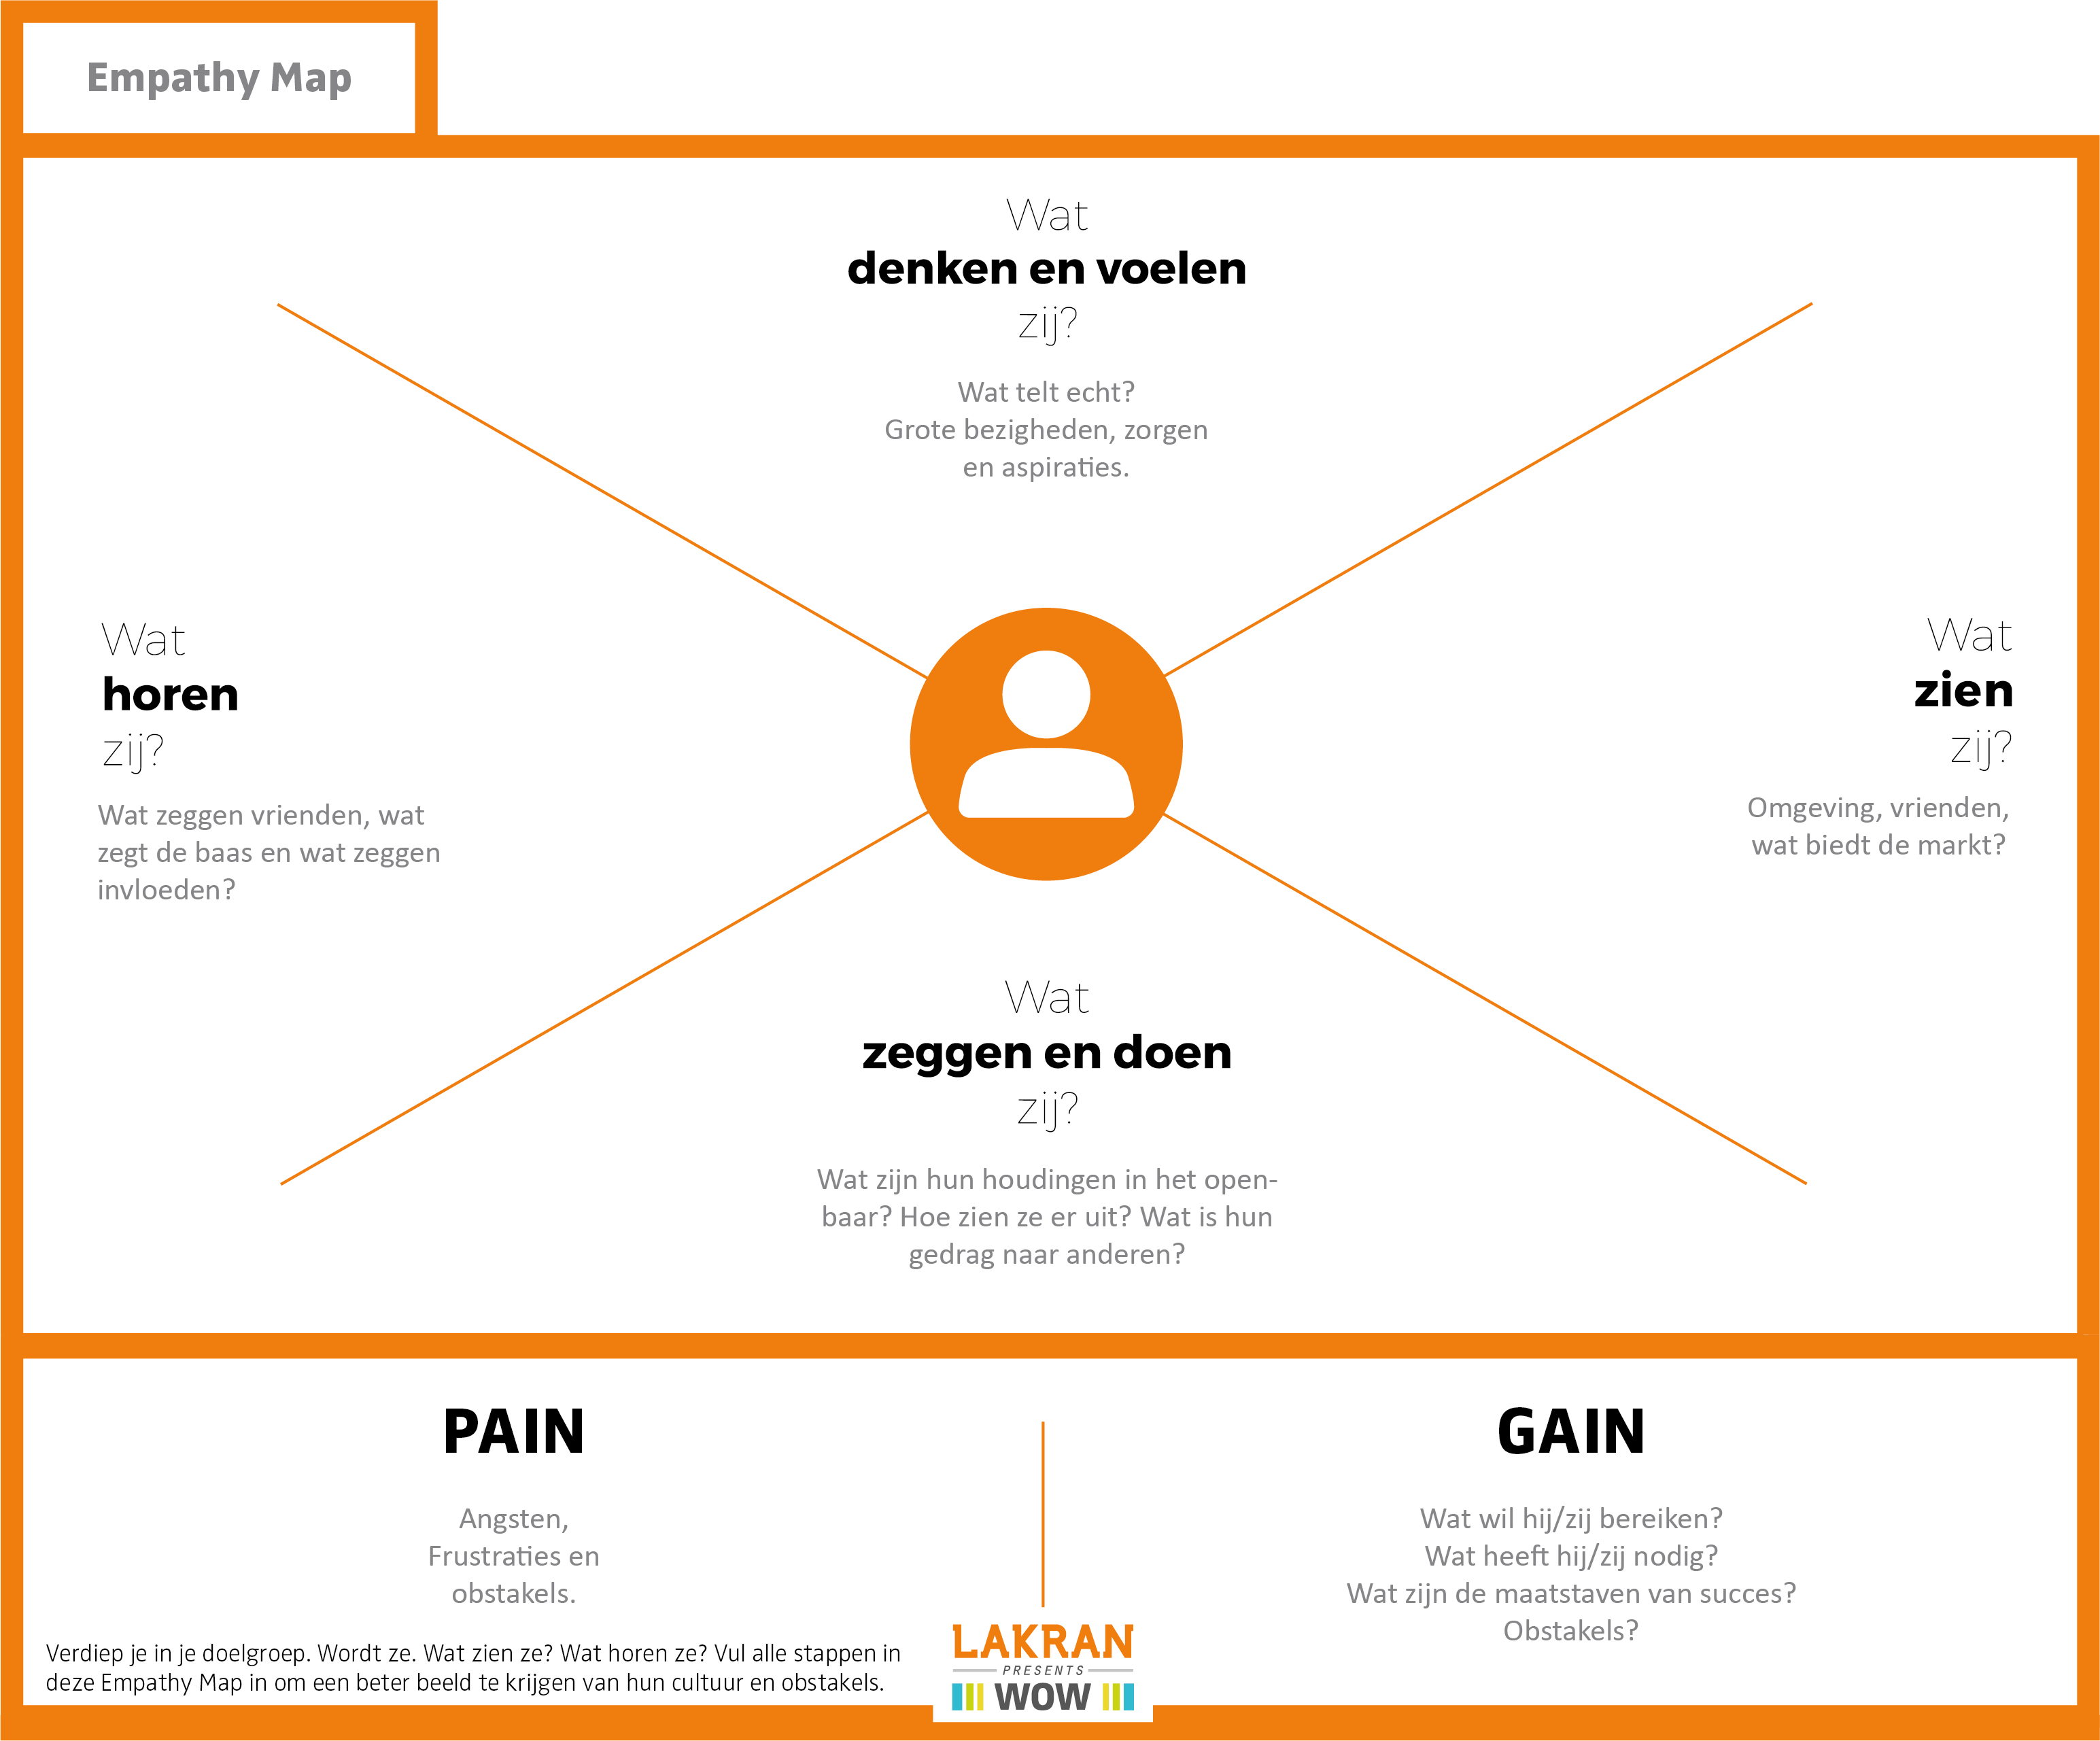 Empathy Map
Wat
denken en voelen
zij?
Wat telt echt?
Grote bezigheden, zorgen
en aspiraties.
Wat
horen
zij?
Wat zeggen vrienden, wat
zegt de baas en wat zeggen
invloeden?
Wat
zien
zij?
Omgeving, vrienden,
wat biedt de markt?
Wat
zeggen en doen
zij?
Wat zijn hun houdingen in het open-
baar? Hoe zien ze er uit? Wat is hun
gedrag naar anderen?
PAIN
Angsten,
Frustraties en
obstakels.
GAIN
Wat wil hij/zij bereiken?
Wat heeft hij/zij nodig?
Wat zijn de maatstaven van succes?
Obstakels?
Verdiep je in je doelgroep. Wordt ze. Wat zien ze? Wat horen ze? Vul alle stappen in
deze Empathy Map in om een beter beeld te krijgen van hun cultuur en obstakels.
LAKRAN
PRESENTS
WOW